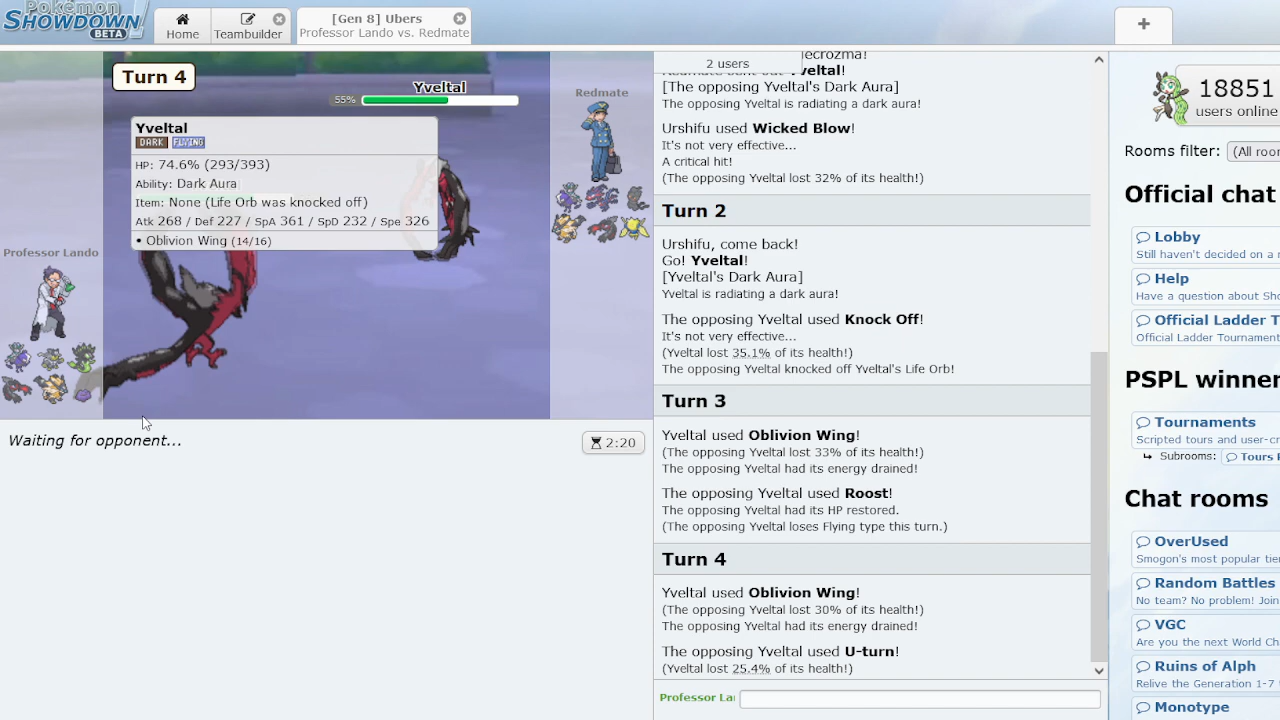 Pokémon
SHOWDOWN!
BETA
Home
Teambuilder
[Gen 8] Ubers
Professor Lando vs. Redmate
+
Turn 4
Yveltal
55%
Yveltal
DARK FLYING
HP: 74.6% (293/393)
Ability: Dark Aura
Item: None (Life Orb was knocked off)
Atk 268 / Def 227 / SpA 361 / SpD 232 / Spe 326
• Oblivion Wing (14/16)
Redmate
Professor Lando
Waiting for opponent...
2:20
2 users
[The opposing Yveltal's Dark Aura]
The opposing Yveltal is radiating a dark aura!
Urshifu used Wicked Blow!
It's not very effective...
A critical hit!
(The opposing Yveltal lost 32% of its health!)
Turn 2
Urshifu, come back!
Go! Yveltal!
[Yveltal's Dark Aura]
Yveltal is radiating a dark aura!
The opposing Yveltal used Knock Off!
It's not very effective...
(Yveltal lost 35.1% of its health!)
The opposing Yveltal knocked off Yveltal's Life Orb!
Turn 3
Yveltal used Oblivion Wing!
(The opposing Yveltal lost 33% of its health!)
The opposing Yveltal had its energy drained!
The opposing Yveltal used Roost!
The opposing Yveltal had its HP restored.
(The opposing Yveltal loses Flying type this turn.)
Turn 4
Yveltal used Oblivion Wing!
(The opposing Yveltal lost 30% of its health!)
The opposing Yveltal had its energy drained!
The opposing Yveltal used U-turn!
(Yveltal lost 25.4% of its health!)
Professor La
18851
users online
Rooms filter: (All roo
Official chat
Lobby
Still haven't decided on a
Help
Have a question about Sho
Official Ladder T
Official Ladder Tournament
PSPL winner
Tournaments
Scripted tours and user-cr
Subrooms: Tours
Chat rooms
OverUsed
Smogon's most popular tie
Random Battles
No team? No problem! Join
VGC
Are you the next World Ch
Ruins of Alph
Relive the Generation 1-7
Monotype